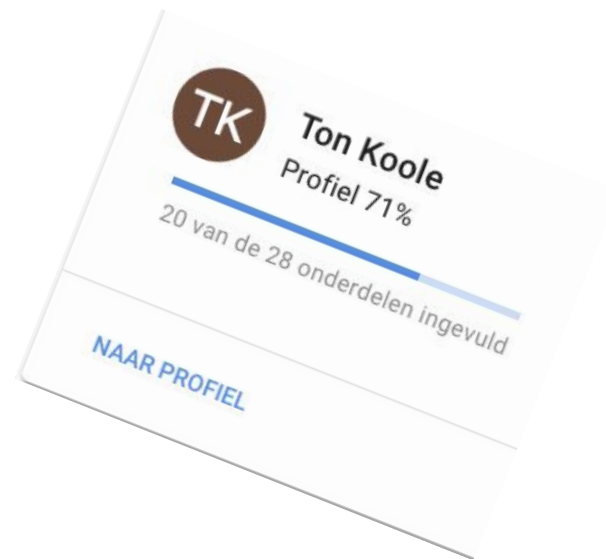 TK
Ton Koole
Profiel 71%
20 van de 28 onderdelen ingevuld
NAAR PROFIEL